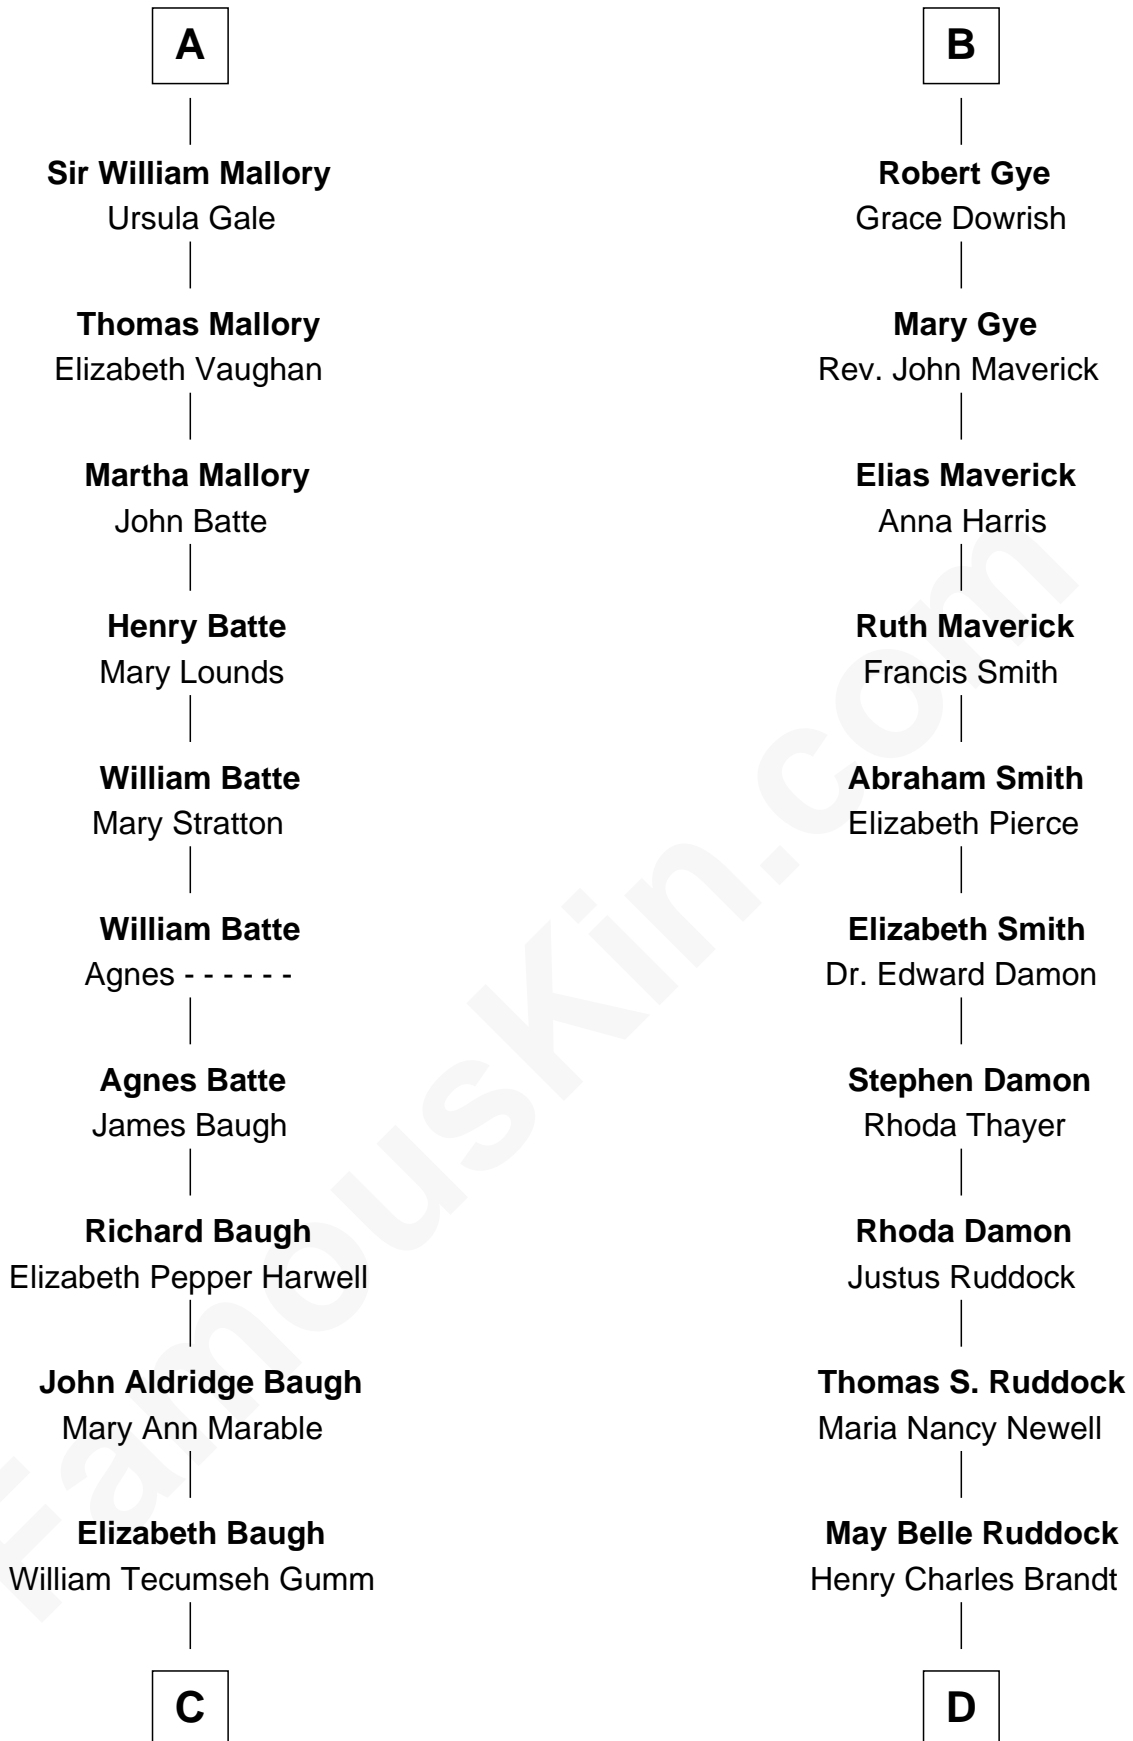 A
Sir William Mallory
Ursula Gale
Thomas Mallory
Elizabeth Vaughan
Martha Mallory
John Batte
Henry Batte
Mary Lounds
William Batte
Mary Stratton
William Batte
Agnes - - - - - -
Agnes Batte
James Baugh
Richard Baugh
Elizabeth Pepper Harwell
John Aldridge Baugh
Mary Ann Marable
Elizabeth Baugh
William Tecumseh Gumm
C
B
Robert Gye
Grace Dowrish
Mary Gye
Rev. John Maverick
Elias Maverick
Anna Harris
Ruth Maverick
Francis Smith
Abraham Smith
Elizabeth Pierce
Elizabeth Smith
Dr. Edward Damon
Stephen Damon
Rhoda Thayer
Rhoda Damon
Justus Ruddock
Thomas S. Ruddock
Maria Nancy Newell
May Belle Ruddock
Henry Charles Brandt
D
FamousKin.com